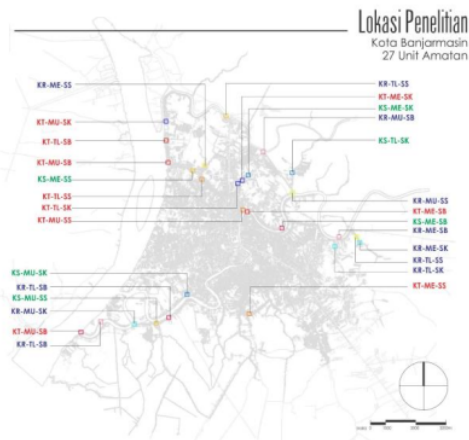 Lokasi Penelitian
Kota Banjarmasin
27 Unit Amatan
KR-ME-SS
KT-MU-SK
KT-TL-SB
KT-MU-SB
KS-ME-SS
KT-TL-SS
KT-TL-SK
KT-MU-SS
KS-MU-SK
KR-TL-SB
KS-MU-SS
KR-MU-SK
KT-MU-SB
KR-TL-SB
KR-TL-SS
KT-ME-SK
KS-ME-SK
KR-MU-SB
KS-TL-SK
KR-MU-SS
KT-ME-SB
KS-ME-SB
KR-ME-SB
KR-ME-SK
KR-TL-SS
KR-TL-SK
KT-ME-SS